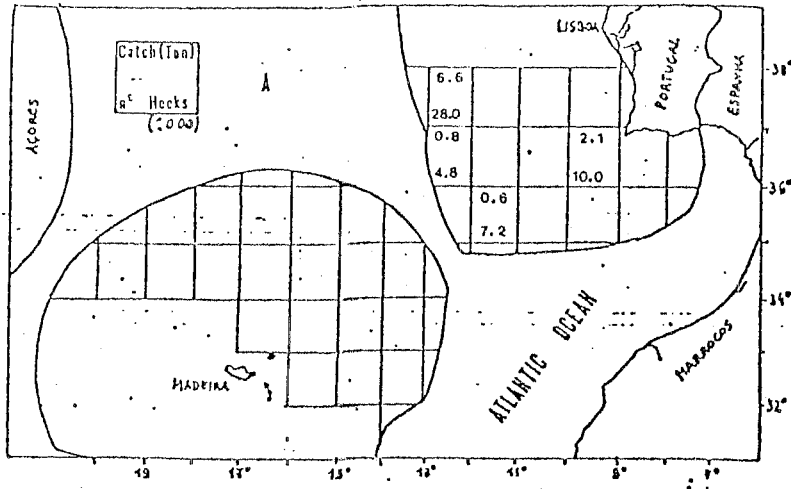 Catch(Ton)
Hooks
(1000)
A
AÇORES
LISBOA
PORTUGAL
ESPANHA
38°
36°
34°
32°
6.6
28.0
0.8
4.8
2.1
10.0
0.6
7.2
MADEIRA
ATLANTIC OCEAN
MARROCOS
19
17°
15°
13°
11°
9°
7°